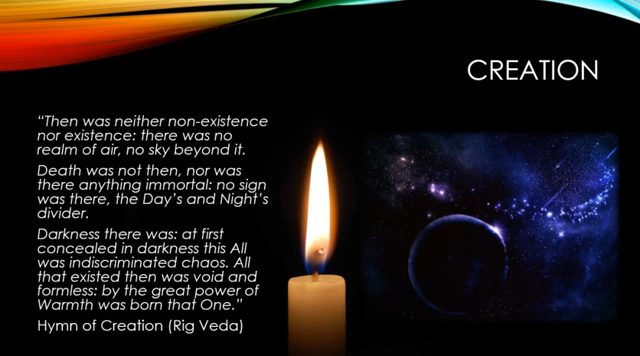 CREATION
“Then was neither non-existence
nor existence: there was no
realm of air, no sky beyond it.
Death was not then, nor was
there anything immortal: no sign
was there, the Day’s and Night’s
divider.
Darkness there was: at first
concealed in darkness this All
was indiscriminated chaos. All
that existed then was void and
formless: by the great power of
Warmth was born that One.”
Hymn of Creation (Rig Veda)